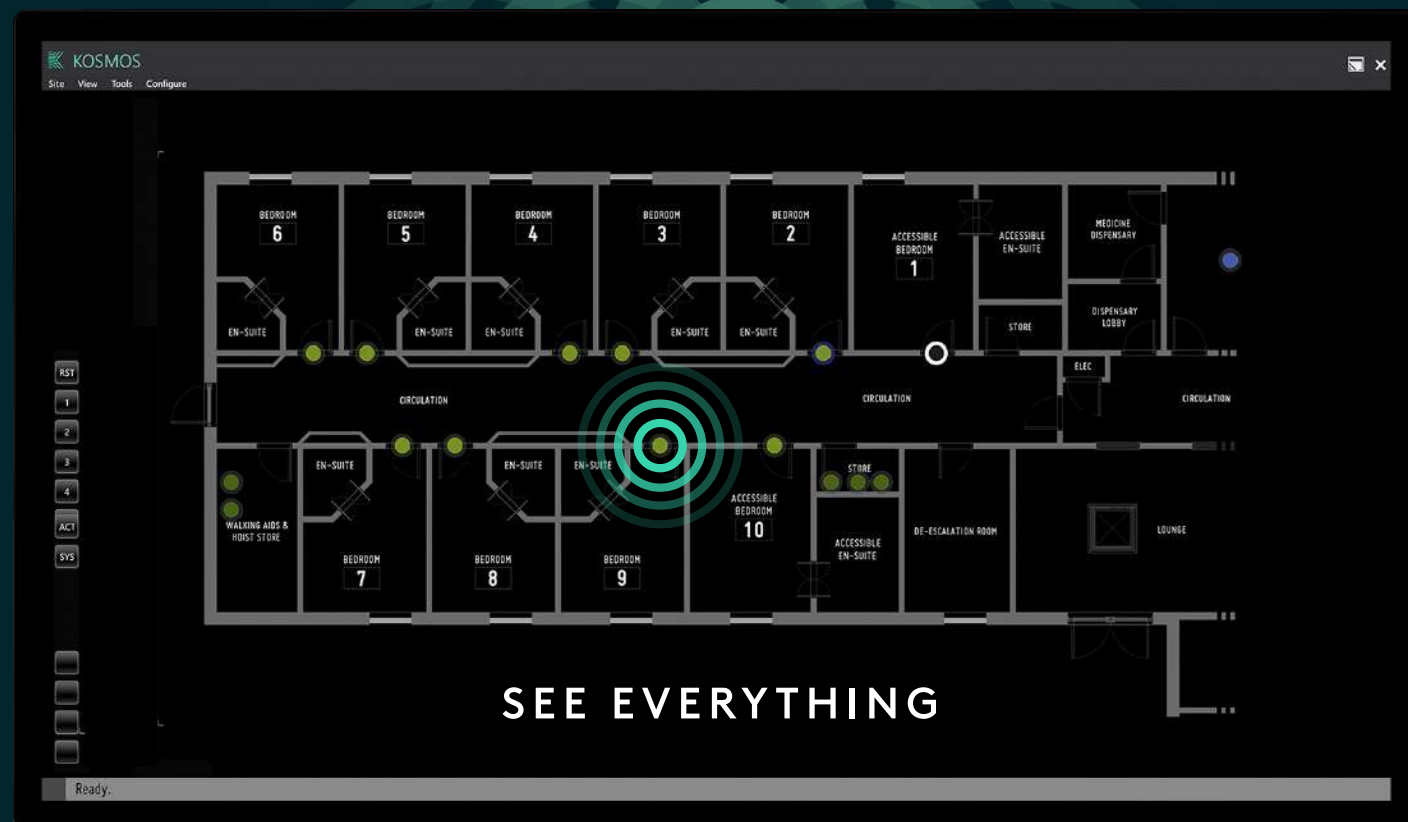 KOSMOS
Site View Tools Configure
BEDROOM
6
BEDROOM
5
BEDROOM
4
BEDROOM
3
BEDROOM
2
ACCESSIBLE
BEDROOM
1
ACCESSIBLE
EN-SUITE
MEDICINE
DISPENSARY
EN-SUITE
EN-SUITE
EN-SUITE
EN-SUITE
EN-SUITE
STORE
DISPENSARY
LOBBY
RST
1
2
3
4
ACT
SYS
ELEC
CIRCULATION
CIRCULATION
CIRCULATION
EN-SUITE
EN-SUITE
EN-SUITE
STORE
WALKING AIDS &
HOIST STORE
BEDROOM
7
BEDROOM
8
BEDROOM
9
ACCESSIBLE
BEDROOM
10
ACCESSIBLE
EN-SUITE
DE-ESCALATION ROOM
LOUNGE
SEE EVERYTHING
Ready.